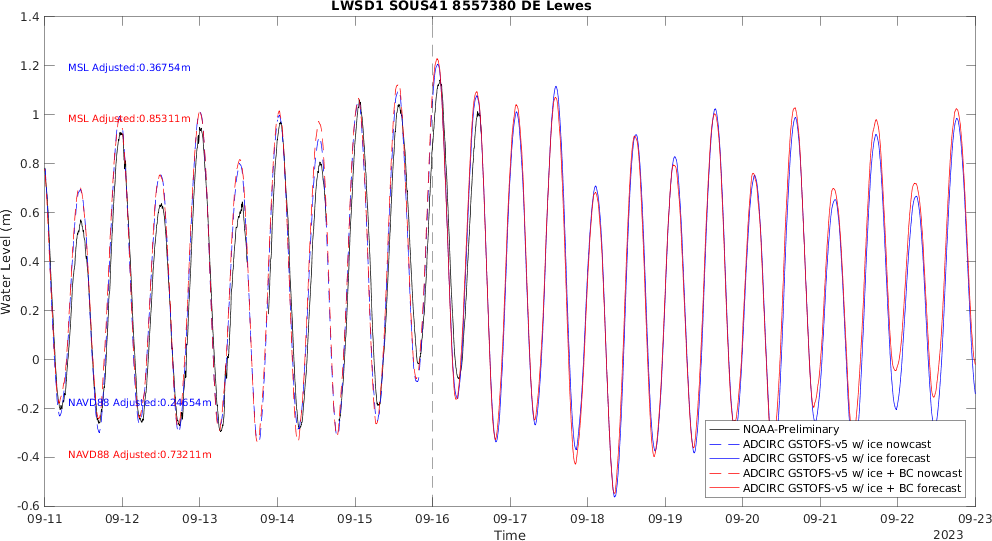 LWSD1 SOUS41 8557380 DE Lewes
1.4
1.2
1
0.8
0.6
0.4
0.2
0
-0.2
-0.4
-0.6
Water Level (m)
MSL Adjusted:0.36754m
MSL Adjusted:0.85311m
NAVD88 Adjusted:0.24654m
NAVD88 Adjusted:0.73211m
NOAA-Preliminary
ADCIRC GSTOFS-v5 w/ ice nowcast
ADCIRC GSTOFS-v5 w/ ice forecast
ADCIRC GSTOFS-v5 w/ ice + BC nowcast
ADCIRC GSTOFS-v5 w/ ice + BC forecast
09-11 09-12 09-13 09-14 09-15 09-16 09-17 09-18 09-19 09-20 09-21 09-22 09-23
Time
2023